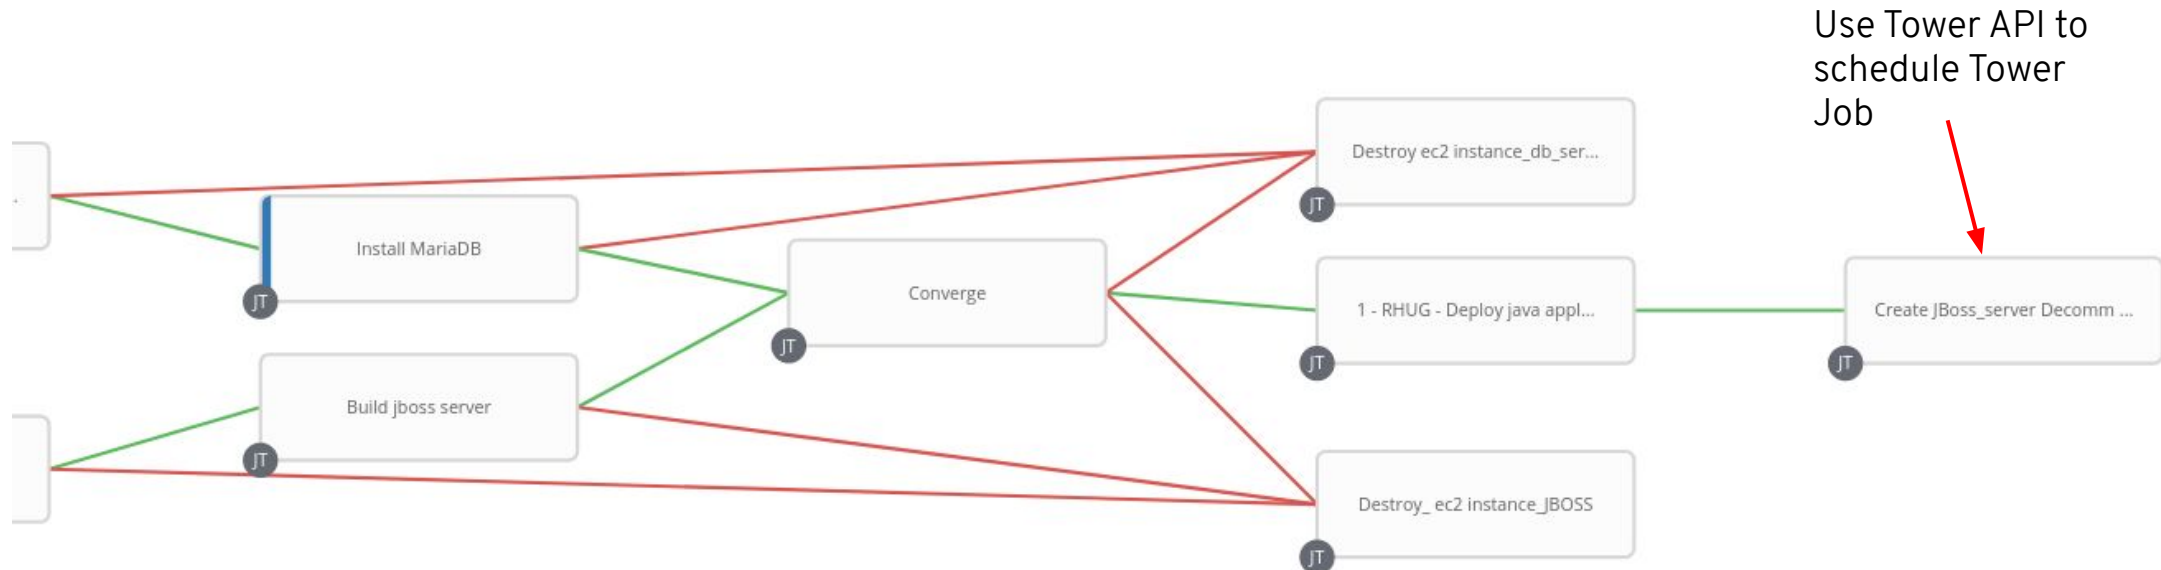 Use Tower API to
schedule Tower
Job
Destroy ec2 instance_db_ser...
JT
...
Install MariaDB
JT
Converge
JT
1 - RHUG - Deploy java appl...
JT
Create JBoss_server Decomm ...
JT
Build jboss server
JT
Destroy_ ec2 instance_JBOSS
JT